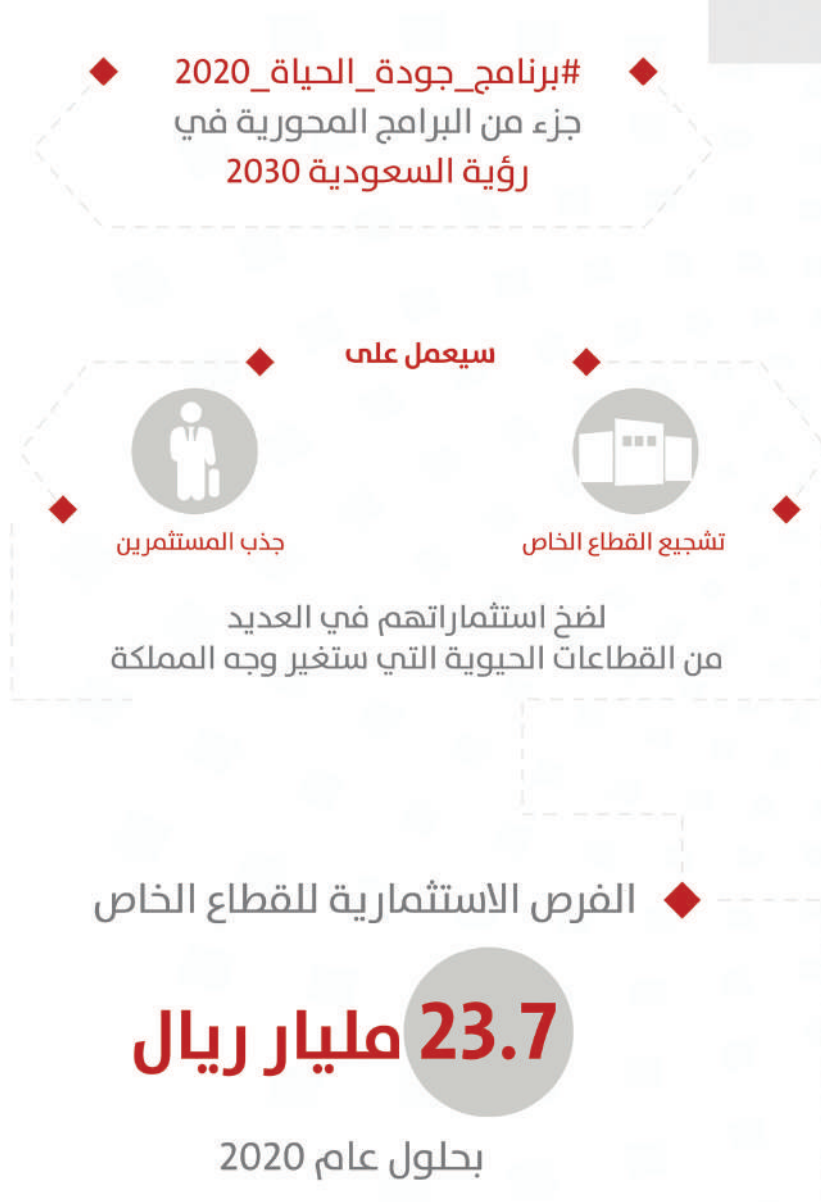 #برنامج_جودة_الحياة_2020
جزء من البرامج المحورية في
رؤية السعودية 2030
سيعمل على
تشجيع القطاع الخاص
جذب المستثمرين
لضخ استثماراتهم في العديد
من القطاعات الحيوية التي ستغير وجه المملكة
الفرص الاستثمارية للقطاع الخاص
23.7 مليار ريال
بحلول عام 2020